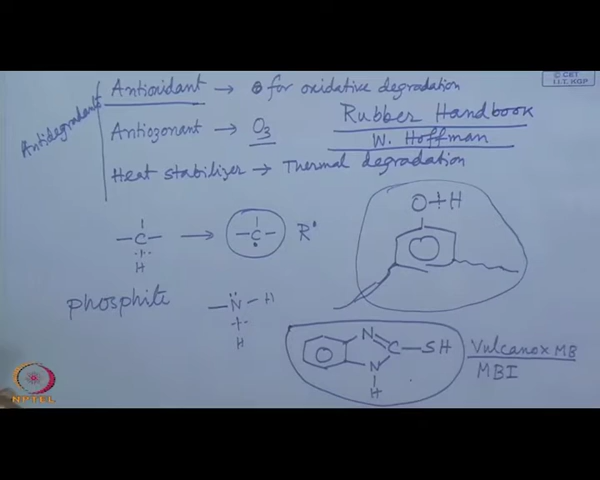 © CET
I.I.T. KGP
Antidegradants
Antioxidant → for oxidative degradation
Antiozonant → O3
Rubber Handbook
W. Hoffman
Heat stabilizer → Thermal degradation
O H
– C – → – C – R•
H
phosphite
– N – H
H
N
C – SH
N
H
Vulcanox MB
MBI
NPTEL